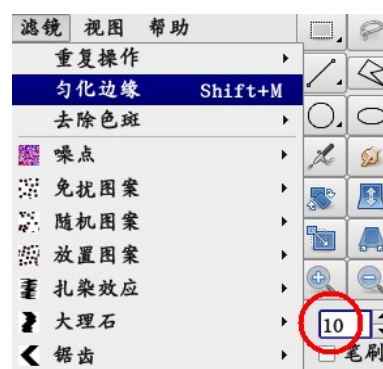 滤镜 视图 帮助
重复操作
匀化边缘 Shift+M
去除色斑
噪点
免扰图案
随机图案
放置图案
扎染效应
大理石
锯齿
10
笔刷